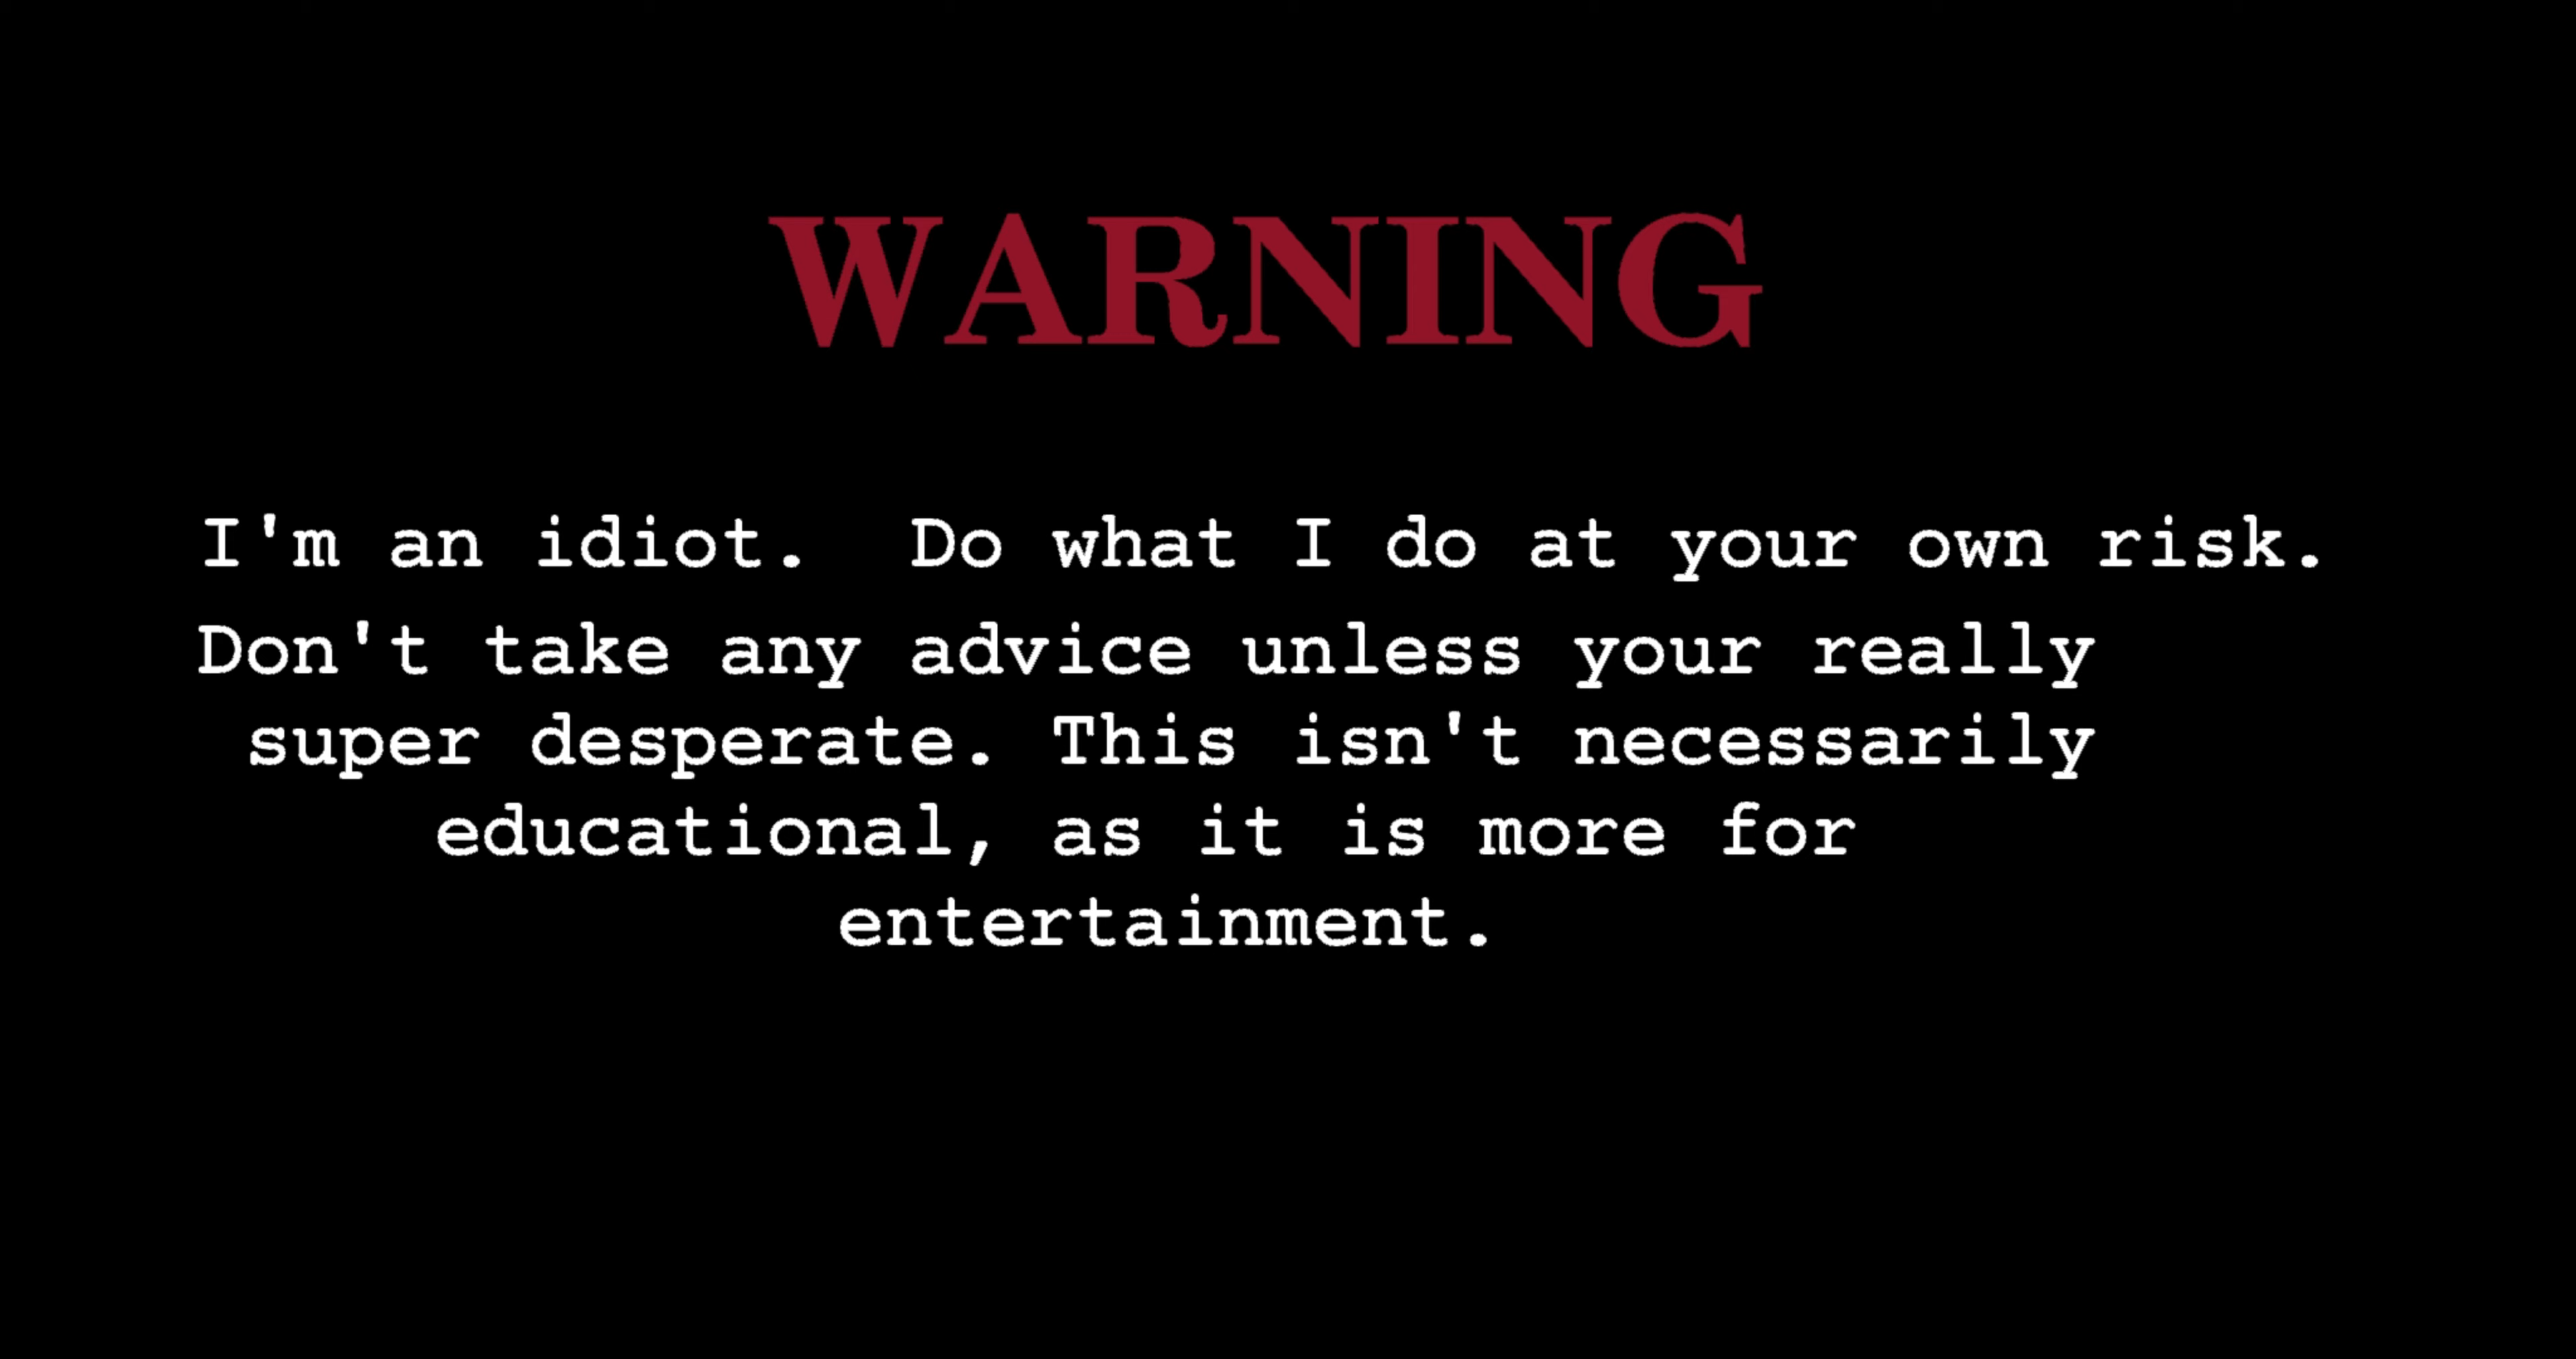 WARNING
I'm an idiot.  Do what I do at your own risk.
Don't take any advice unless your really
super desperate. This isn't necessarily
educational, as it is more for
entertainment.